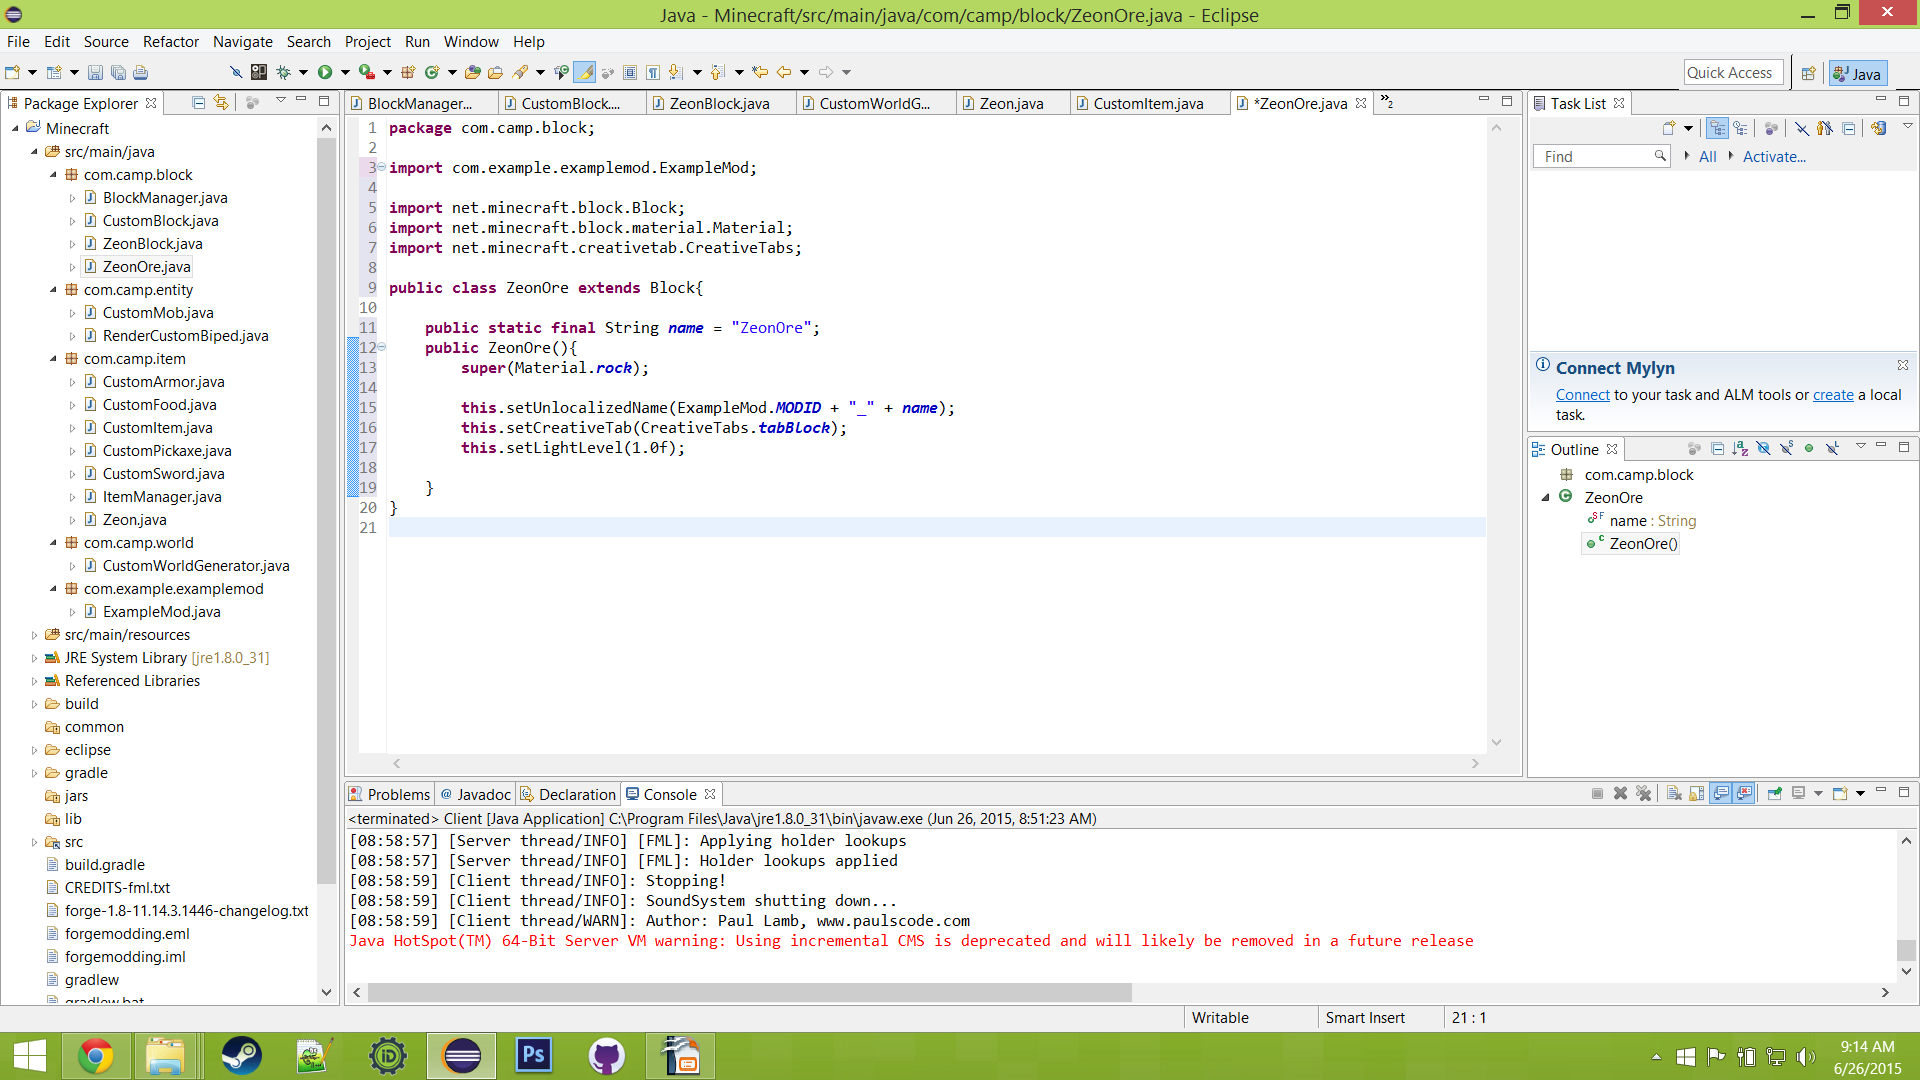 Java - Minecraft/src/main/java/com/camp/block/ZeonOre.java - Eclipse
File Edit Source Refactor Navigate Search Project Run Window Help
Quick Access
Java
Package Explorer
Minecraft
src/main/java
com.camp.block
BlockManager.java
CustomBlock.java
ZeonBlock.java
ZeonOre.java
com.camp.entity
CustomMob.java
RenderCustomBiped.java
com.camp.item
CustomArmor.java
CustomFood.java
CustomItem.java
CustomPickaxe.java
CustomSword.java
ItemManager.java
Zeon.java
com.camp.world
CustomWorldGenerator.java
com.example.examplemod
ExampleMod.java
src/main/resources
JRE System Library [jre1.8.0_31]
Referenced Libraries
build
common
eclipse
gradle
jars
lib
src
build.gradle
CREDITS-fml.txt
forge-1.8-11.14.3.1446-changelog.txt
forgemodding.eml
forgemodding.iml
gradlew
gradlew.bat
BlockManager... CustomBlock.... ZeonBlock.java CustomWorldG... Zeon.java CustomItem.java *ZeonOre.java »2
1 package com.camp.block;
2
3 import com.example.examplemod.ExampleMod;
4
5 import net.minecraft.block.Block;
6 import net.minecraft.block.material.Material;
7 import net.minecraft.creativetab.CreativeTabs;
8
9 public class ZeonOre extends Block{
10
11 public static final String name = "ZeonOre";
12 public ZeonOre(){
13 super(Material.rock);
14
15 this.setUnlocalizedName(ExampleMod.MODID + "_" + name);
16 this.setCreativeTab(CreativeTabs.tabBlock);
17 this.setLightLevel(1.0f);
18
19 }
20 }
21
Task List
Find All Activate...
Connect Mylyn
Connect to your task and ALM tools or create a local
task.
Outline
com.camp.block
ZeonOre
name : String
ZeonOre()
Problems @ Javadoc Declaration Console
<terminated> Client [Java Application] C:\Program Files\Java\jre1.8.0_31\bin\javaw.exe (Jun 26, 2015, 8:51:23 AM)
[08:58:57] [Server thread/INFO] [FML]: Applying holder lookups
[08:58:57] [Server thread/INFO] [FML]: Holder lookups applied
[08:58:59] [Client thread/INFO]: Stopping!
[08:58:59] [Client thread/INFO]: SoundSystem shutting down...
[08:58:59] [Client thread/WARN]: Author: Paul Lamb, www.paulscode.com
Java HotSpot(TM) 64-Bit Server VM warning: Using incremental CMS is deprecated and will likely be removed in a future release
Writable Smart Insert 21 : 1
Ps
9:14 AM
6/26/2015